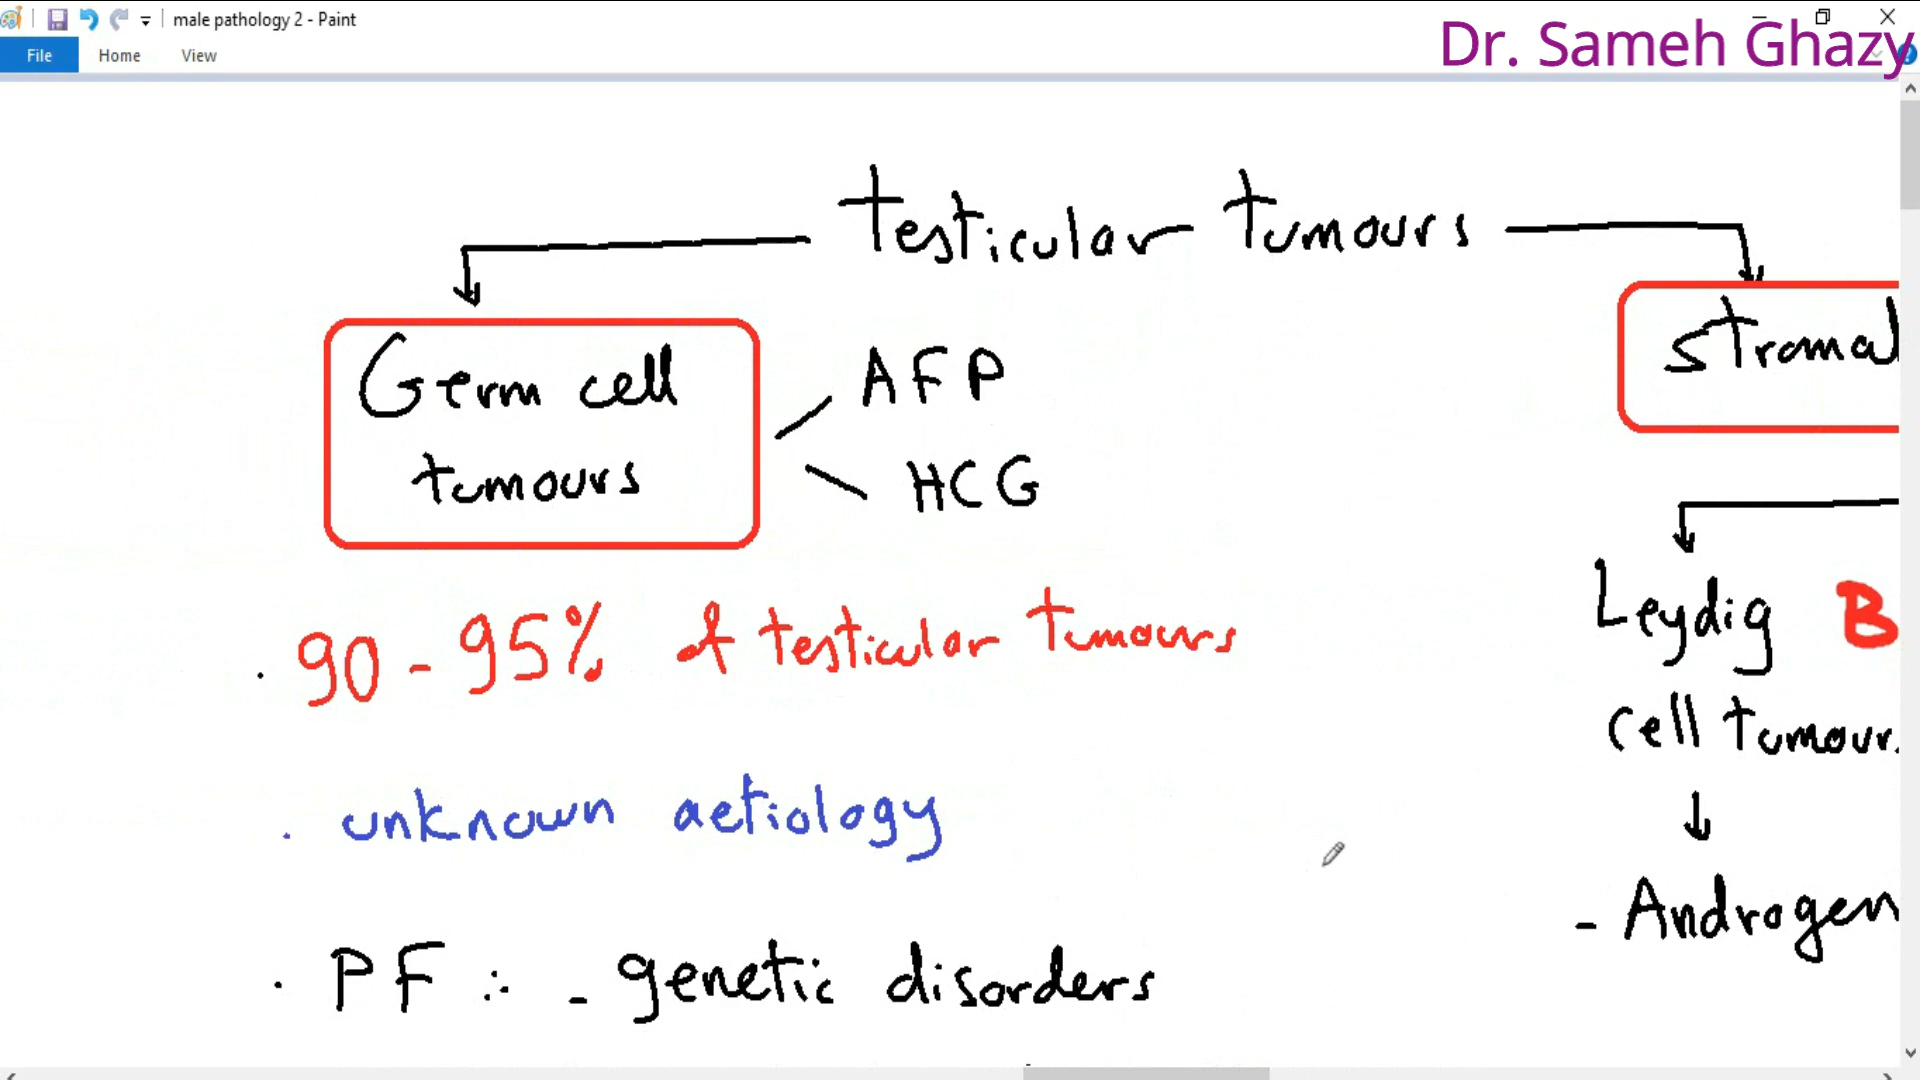 male pathology 2 - Paint
File Home View
Dr. Sameh Ghazy
Testicular Tumours
Germ cell
tumours
AFP
HCG
Stromal
. 90 - 95% of testicular Tumours
Leydig B
cell Tumour
. unknown aetiology
- Androgen
. PF :- - genetic disorders